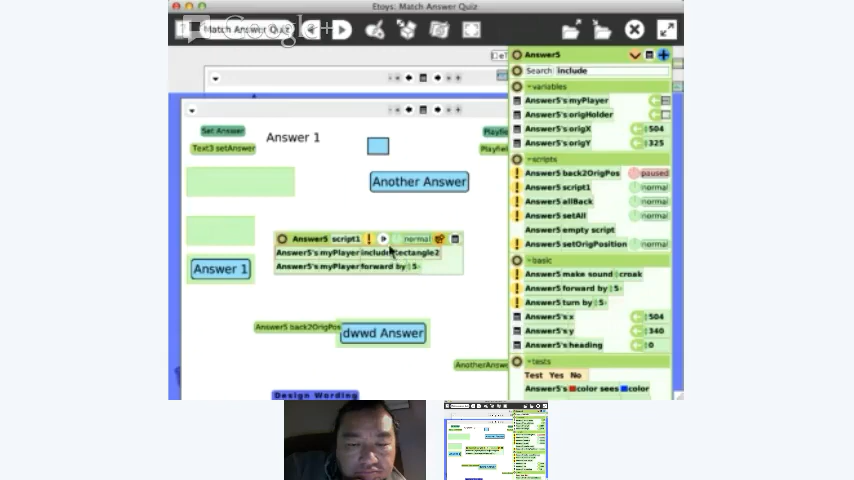 Etoys: Match Answer Quiz
Match Answer Quiz
Google+
Answer5
Search include
variables
Answer5's myPlayer
Answer5's origHolder
Answer5's origX 504
Answer5's origY 325
scripts
Answer5 back2OrigPos paused
Answer5 script1 normal
Answer5 allBack normal
Answer5 setAll normal
Answer5 empty script
Answer5 setOrigPosition normal
basic
Answer5 make sound croak
Answer5 forward by 5
Answer5 turn by 5
Answer5's x 504
Answer5's y 340
Answer5's heading 0
tests
Test Yes No
Answer5's color sees color
Set Answer
Text3 setAnswer
Answer 1
Playfie
Playfiel
Another Answer
Answer5 script1 ! normal
Answer5's myPlayer include Rectangle2
Answer5's myPlayer forward by 5
Answer 1
Answer5 back2OrigPos
dwwd Answer
AnotherAnswe
Design Wording